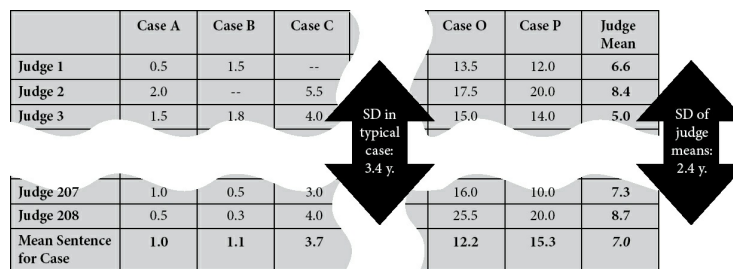 Case A Case B Case C Case O Case P Judge Mean
Judge 1 0.5 1.5 -- 13.5 12.0 6.6
Judge 2 2.0 -- 5.5 17.5 20.0 8.4
Judge 3 1.5 1.8 4.0 15.0 14.0 5.0
SD in
typical
case:
3.4 y.
SD of
judge
means:
2.4 y.
Judge 207 1.0 0.5 3.0 16.0 10.0 7.3
Judge 208 0.5 0.3 4.0 25.5 20.0 8.7
Mean Sentence
for Case 1.0 1.1 3.7 12.2 15.3 7.0